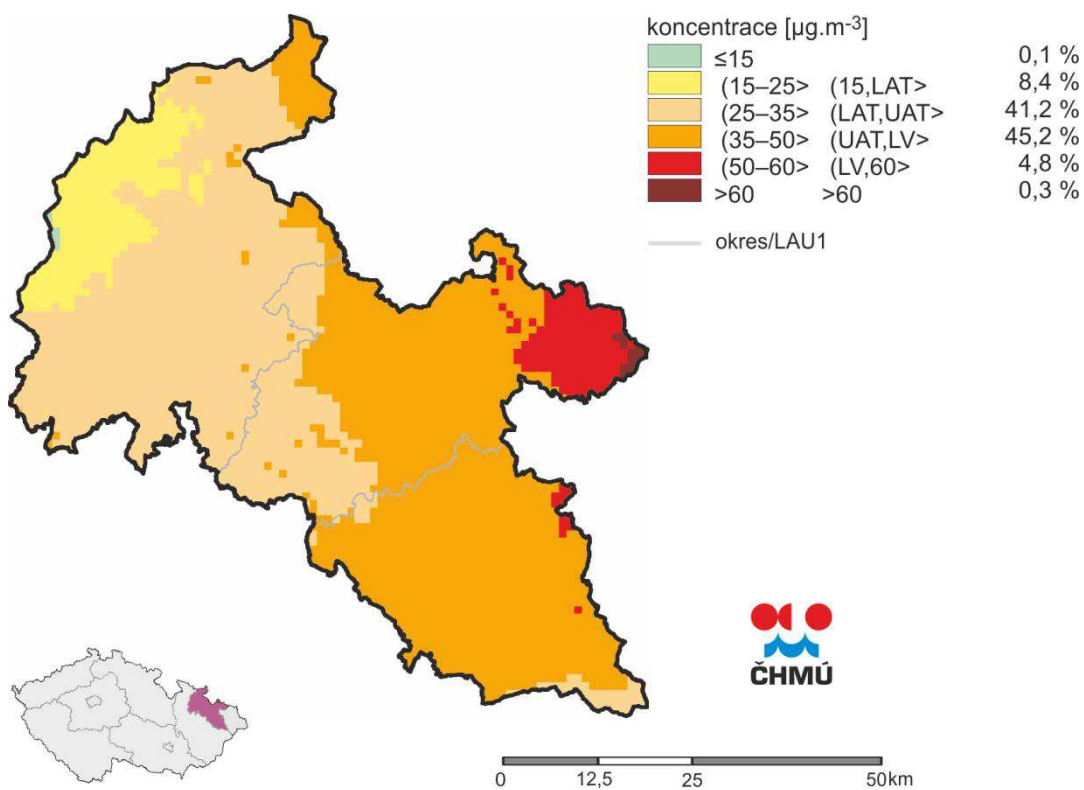 koncentrace [µg.m-3]
≤15 0,1 %
(15–25> (15,LAT> 8,4 %
(25–35> (LAT,UAT> 41,2 %
(35–50> (UAT,LV> 45,2 %
(50–60> (LV,60> 4,8 %
>60 >60 0,3 %
okres/LAU1
ČHMÚ
0 12,5 25 50km